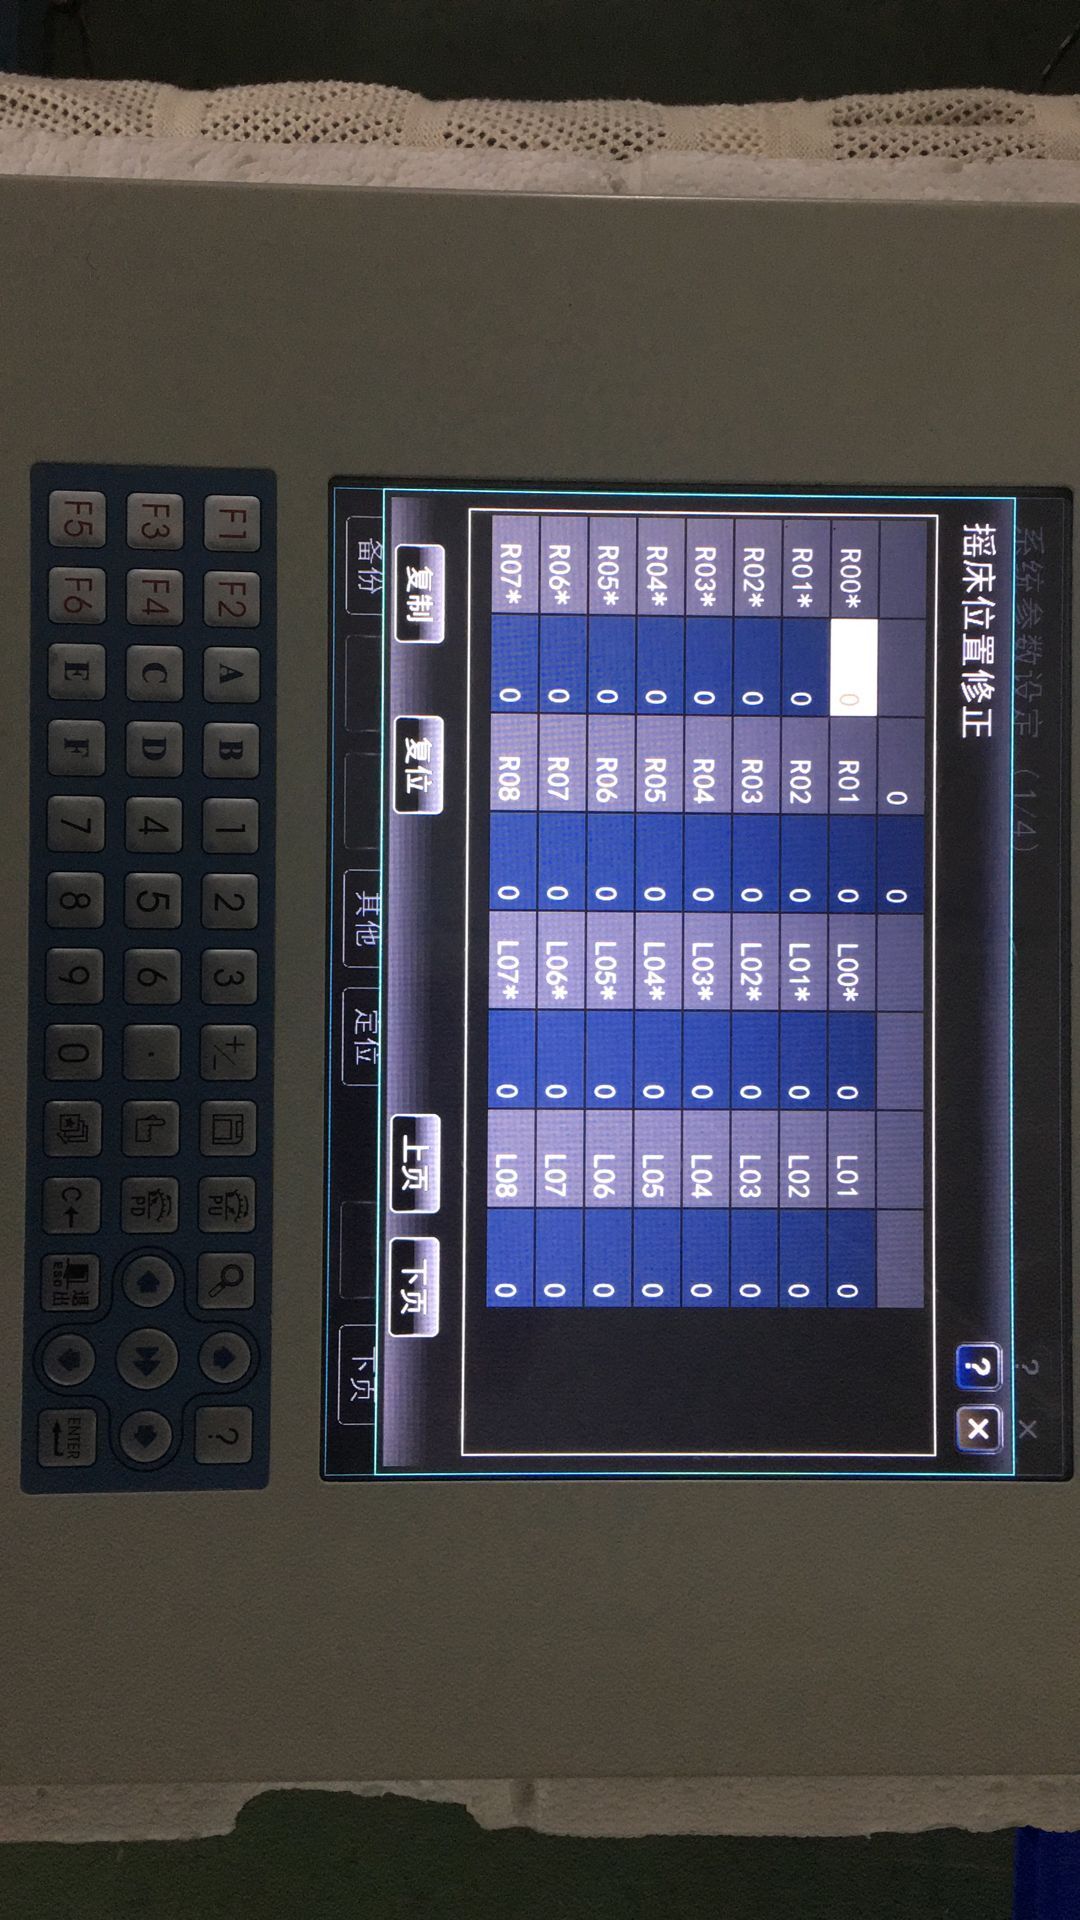 系统参数设定 (1/4) ? ×
摇床位置修正 ? ×
0 0
R00* 0 R01 0 L00* 0 L01 0
R01* 0 R02 0 L01* 0 L02 0
R02* 0 R03 0 L02* 0 L03 0
R03* 0 R04 0 L03* 0 L04 0
R04* 0 R05 0 L04* 0 L05 0
R05* 0 R06 0 L05* 0 L06 0
R06* 0 R07 0 L06* 0 L07 0
R07* 0 R08 0 L07* 0 L08 0
复制 复位 上页 下页
备份 其他 定位 下页
F1 F2 A B 1 2 3 +/- PU ?
F3 F4 C D 4 5 6 . PD
F5 F6 E F 7 8 9 0 C← 退出 ESC ENTER